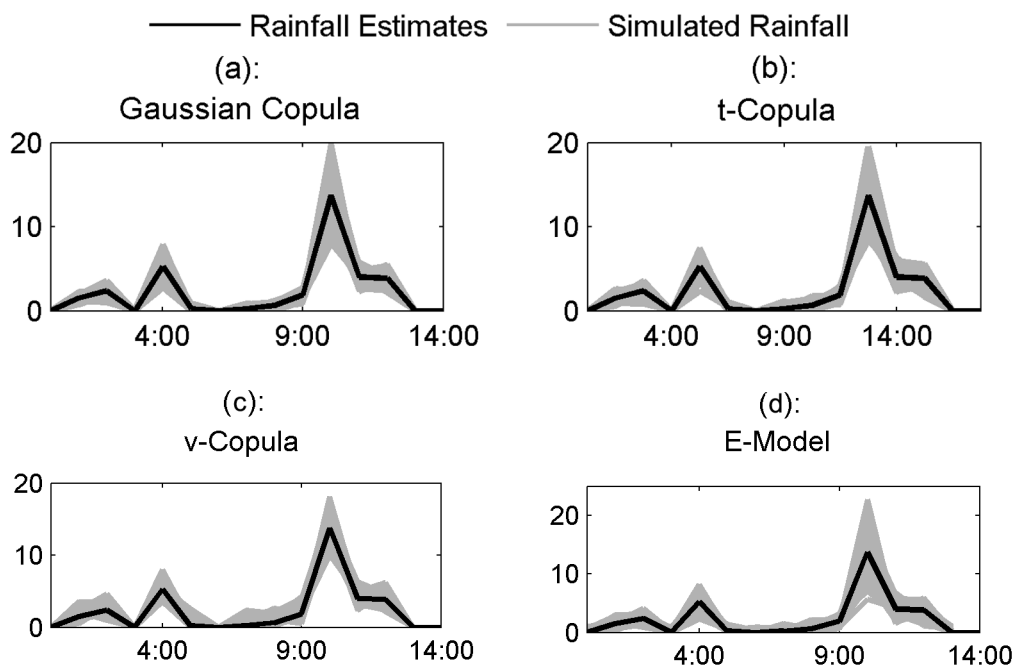 Rainfall Estimates Simulated Rainfall
(a):
Gaussian Copula
20
10
0
4:00 9:00 14:00
(b):
t-Copula
20
10
0
4:00 9:00 14:00
(c):
v-Copula
20
10
0
4:00 9:00 14:00
(d):
E-Model
20
10
0
4:00 9:00 14:00